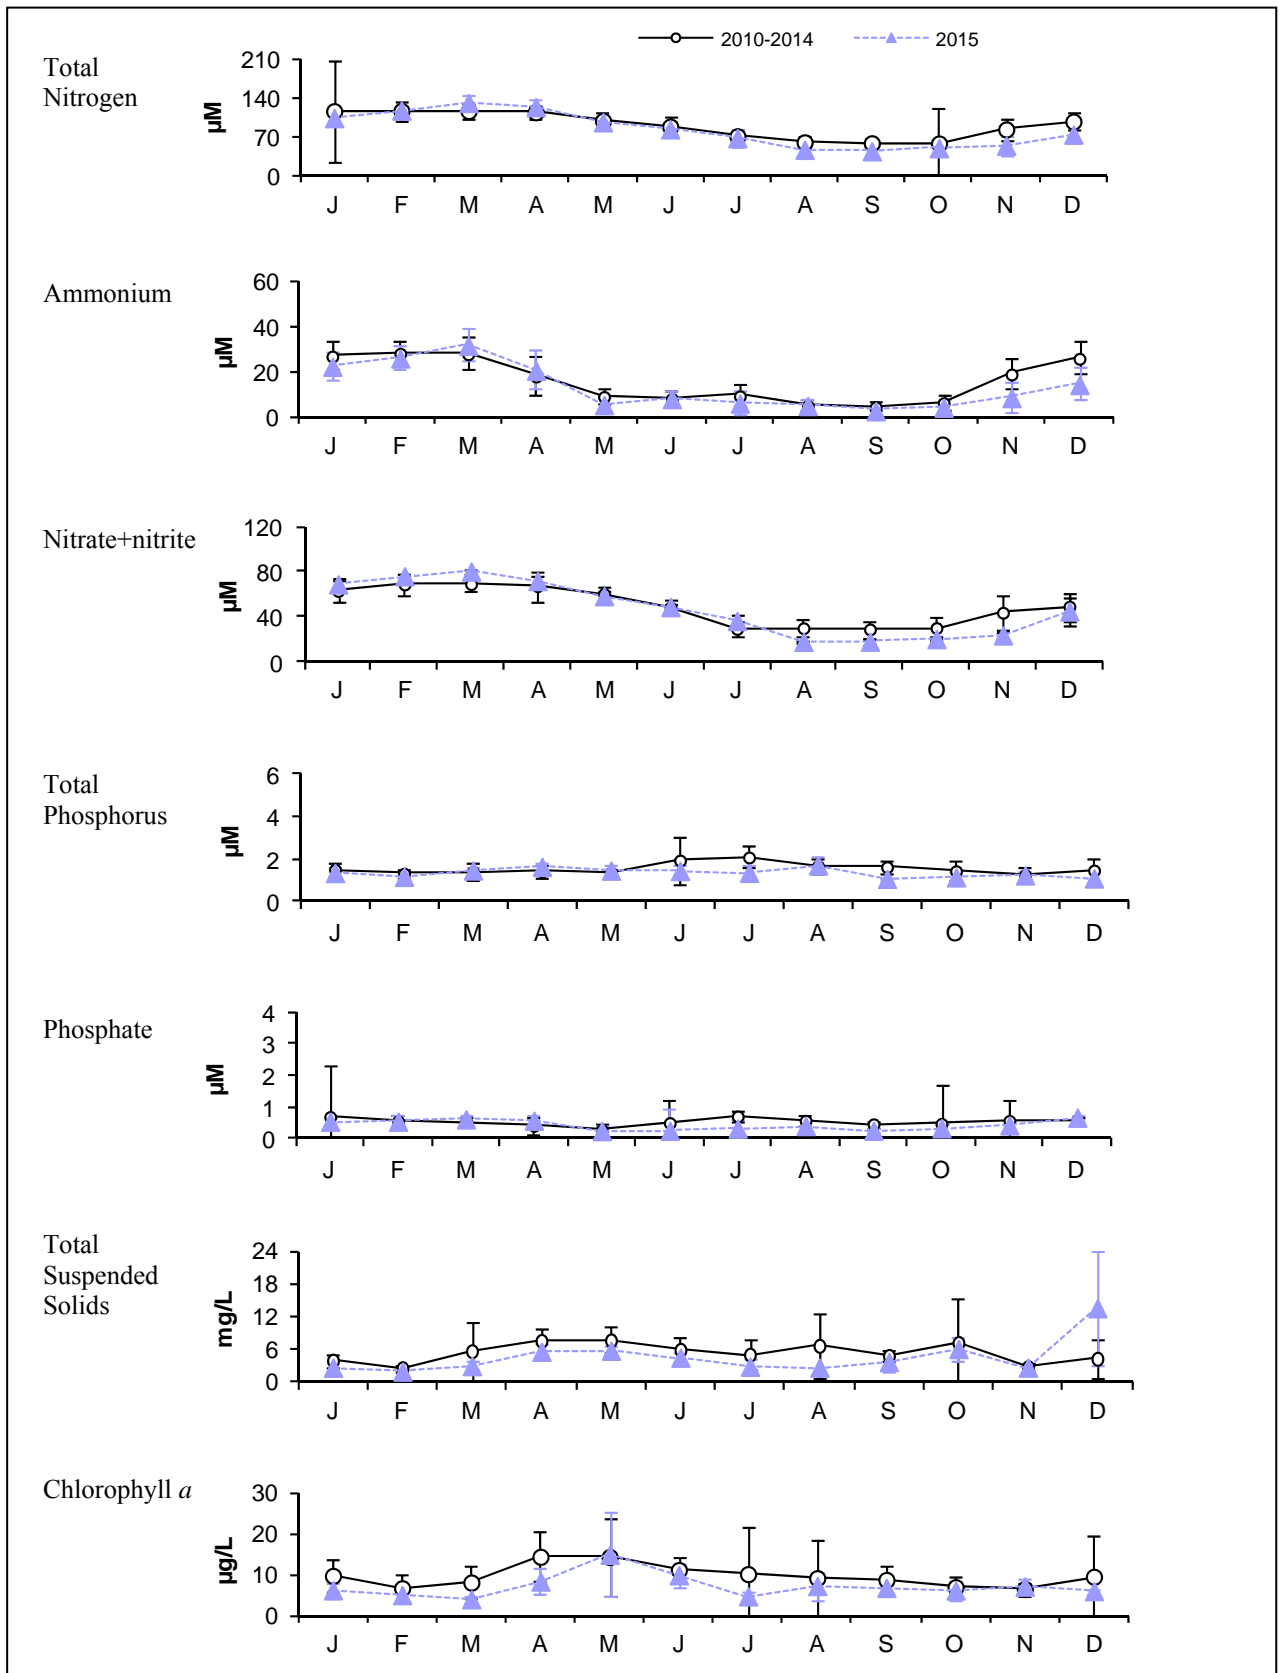 2010-2014 2015
Total
Nitrogen
µM
210
140
70
0
J F M A M J J A S O N D
Ammonium
µM
60
40
20
0
J F M A M J J A S O N D
Nitrate+nitrite
µM
120
80
40
0
J F M A M J J A S O N D
Total
Phosphorus
µM
6
4
2
0
J F M A M J J A S O N D
Phosphate
µM
4
3
2
1
0
J F M A M J J A S O N D
Total
Suspended
Solids
mg/L
24
18
12
6
0
J F M A M J J A S O N D
Chlorophyll a
µg/L
30
20
10
0
J F M A M J J A S O N D